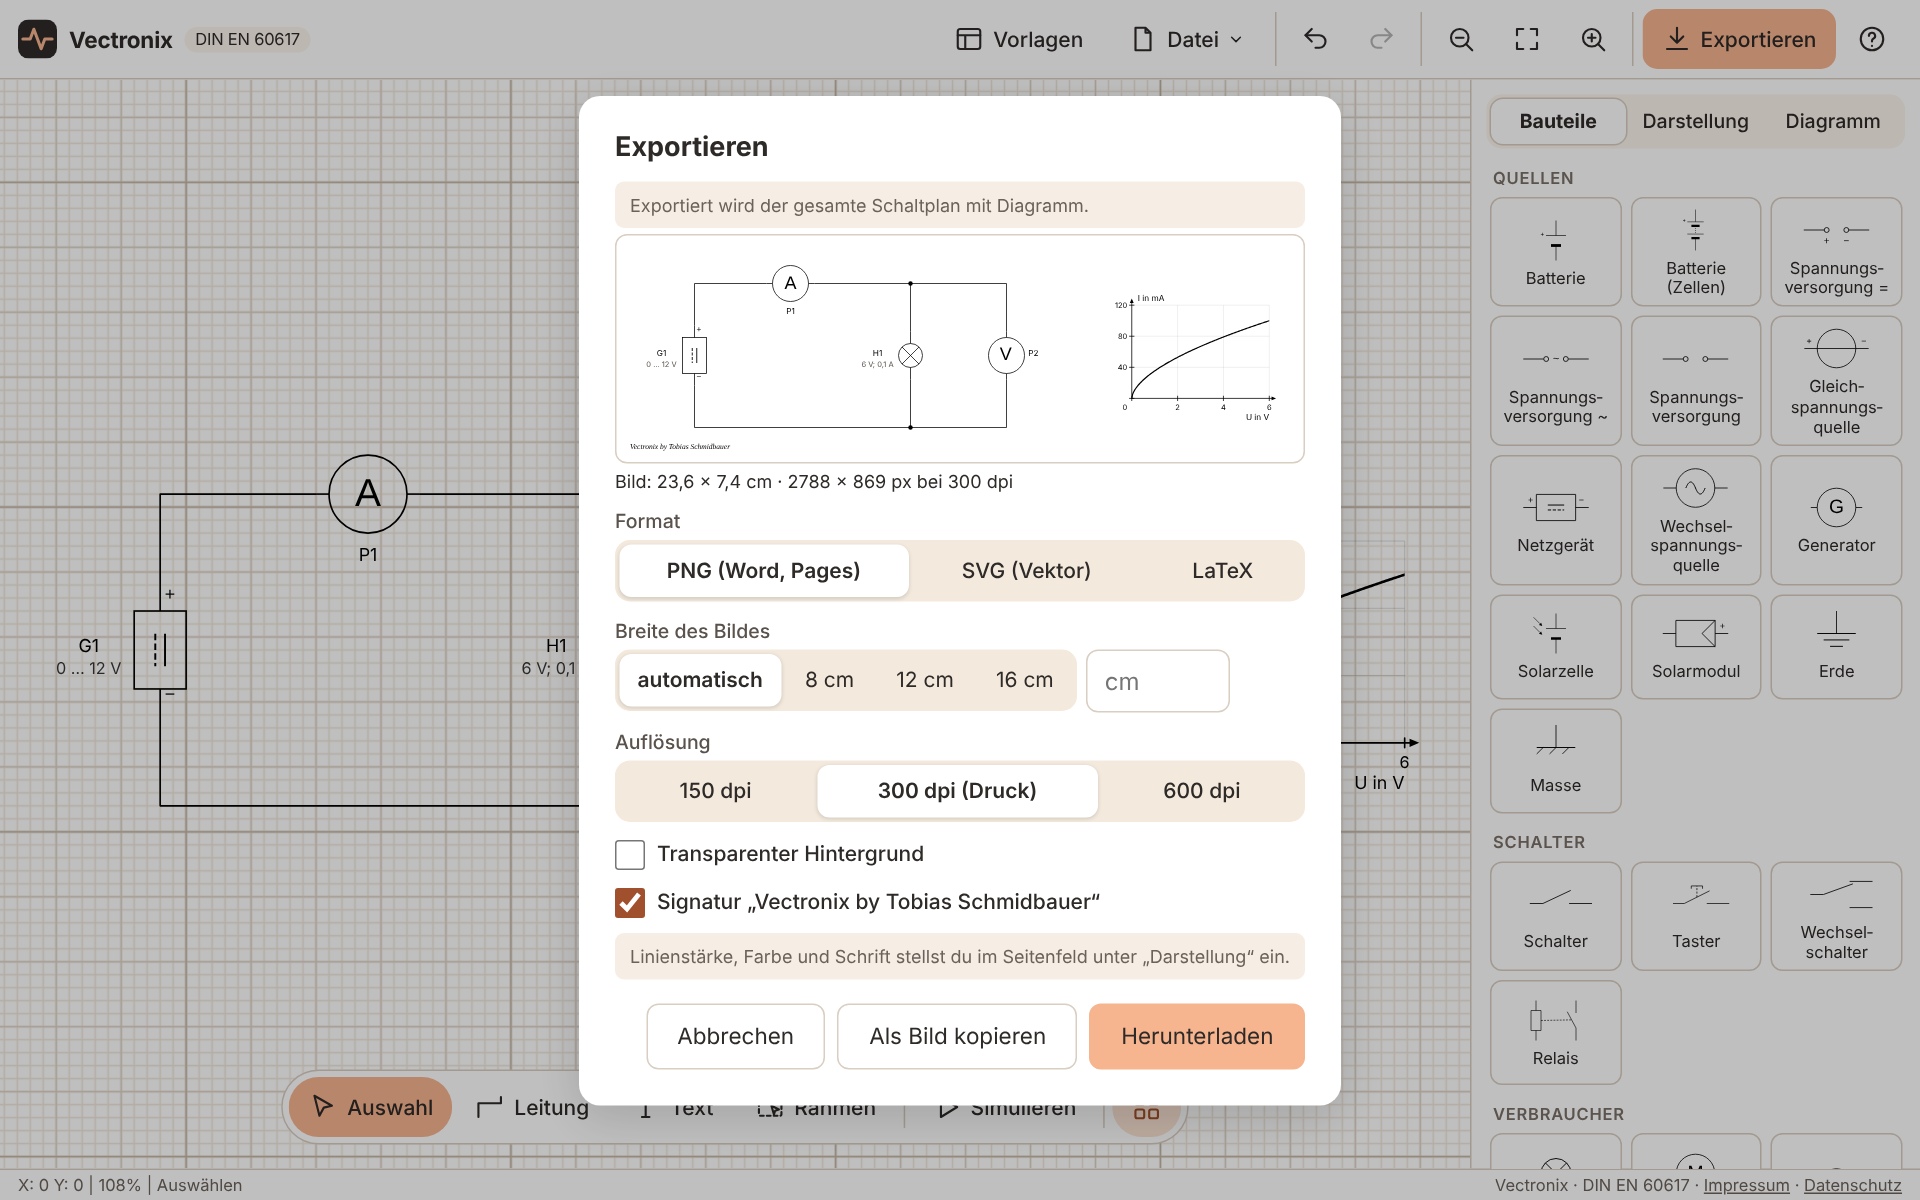 Vectronix DIN EN 60617 Vorlagen Datei Exportieren
Exportieren
Exportiert wird der gesamte Schaltplan mit Diagramm.
A
P1
+
G1
0 ... 12 V
−
H1
6 V; 0,1 A
V
P2
I in mA
120
80
40
0 2 4 6
U in V
Vectronix by Tobias Schmidbauer
Bild: 23,6 × 7,4 cm · 2788 × 869 px bei 300 dpi
Format
PNG (Word, Pages) SVG (Vektor) LaTeX
Breite des Bildes
automatisch 8 cm 12 cm 16 cm cm
Auflösung
150 dpi 300 dpi (Druck) 600 dpi
Transparenter Hintergrund
Signatur „Vectronix by Tobias Schmidbauer“
Linienstärke, Farbe und Schrift stellst du im Seitenfeld unter „Darstellung“ ein.
Abbrechen Als Bild kopieren Herunterladen
A
P1
+
G1
0 ... 12 V
−
H1
6 V; 0,1
6
U in V
Auswahl Leitung Text Rahmen Simulieren
Bauteile Darstellung Diagramm
QUELLEN
Batterie
Batterie
(Zellen)
Spannungs-
versorgung =
Spannungs-
versorgung ~
Spannungs-
versorgung
Gleich-
spannungs-
quelle
Netzgerät
Wechsel-
spannungs-
quelle
G
Generator
Solarzelle
Solarmodul
Erde
Masse
SCHALTER
Schalter
Taster
Wechsel-
schalter
Relais
VERBRAUCHER
M
X: 0 Y: 0 | 108% | Auswählen
Vectronix · DIN EN 60617 · Impressum · Datenschutz